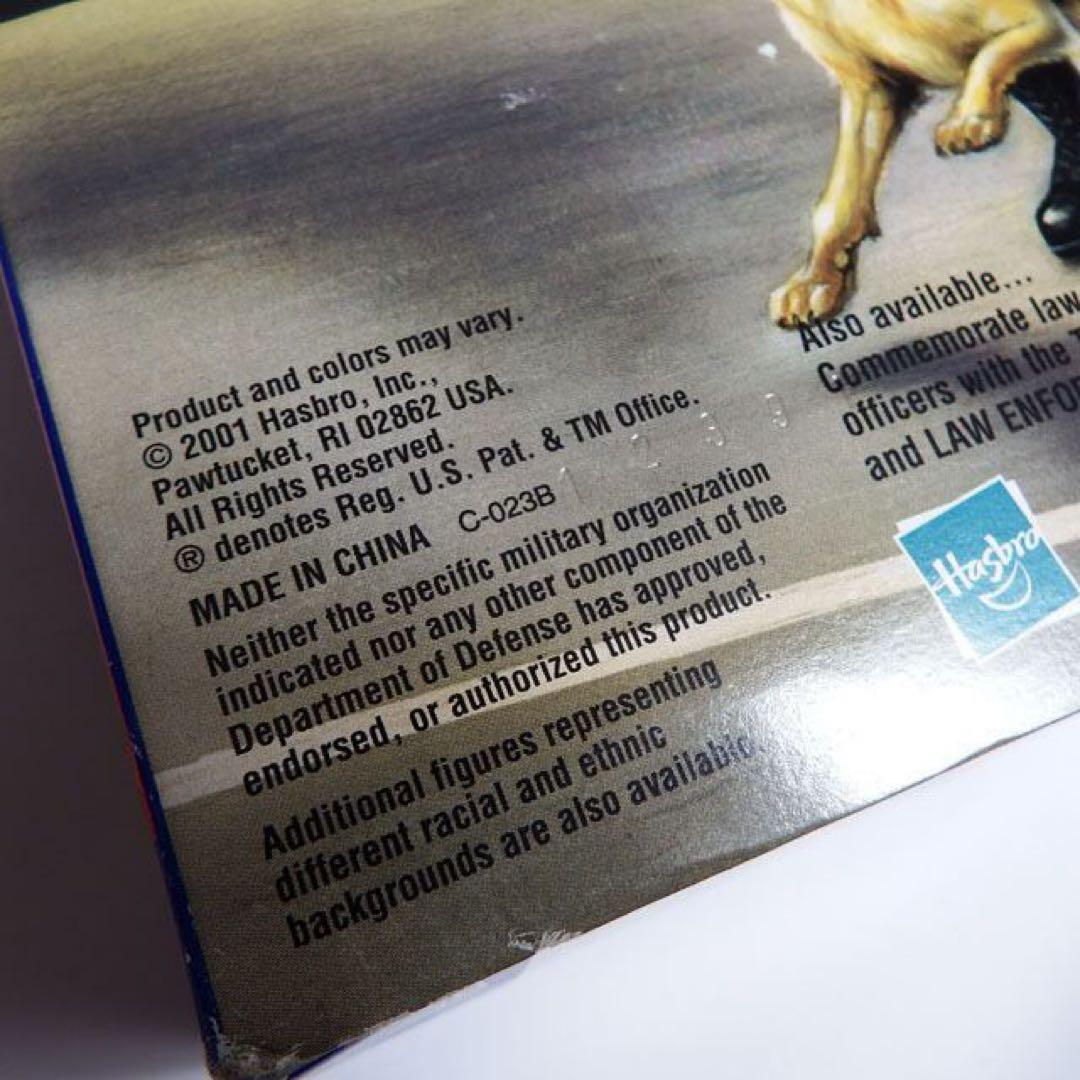 Product and colors may vary.
© 2001 Hasbro, Inc.,
Pawtucket, RI 02862 USA.
All Rights Reserved.
® denotes Reg. U.S. Pat. & TM Office.
MADE IN CHINA C-023B
Neither the specific military organization
indicated nor any other component of the
Department of Defense has approved,
endorsed, or authorized this product.
Additional figures representing
different racial and ethnic
backgrounds are also available.
Also available...
Commemorate law
officers with the
and LAW
Hasbro